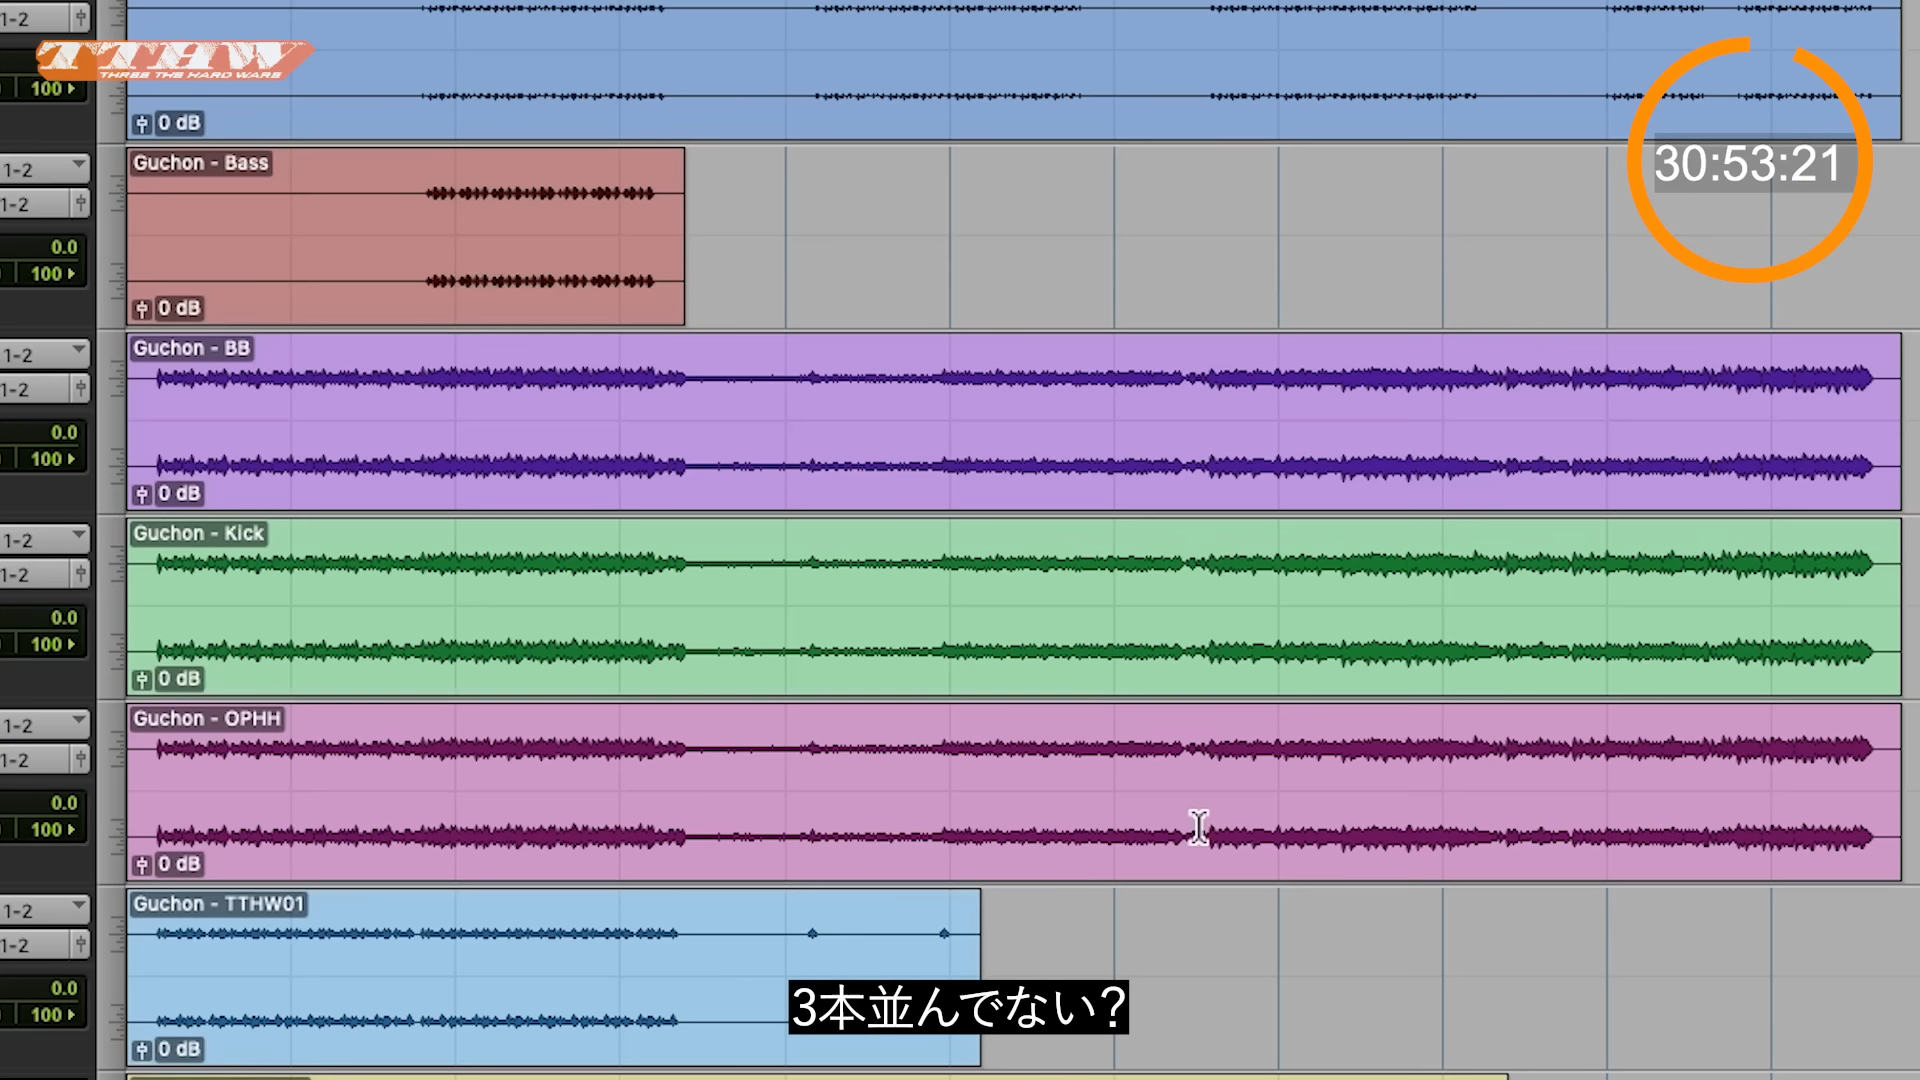 1-2
TTHW
THREE THE HARD WARE
100
0 dB
30:53:21
Guchon - Bass
1-2
1-2
0.0
100
0 dB
Guchon - BB
1-2
1-2
0.0
100
0 dB
Guchon - Kick
1-2
1-2
0.0
100
0 dB
Guchon - OPHH
1-2
1-2
0.0
100
0 dB
Guchon - TTHW01
1-2
1-2
0.0
100
0 dB
3本並んでない?